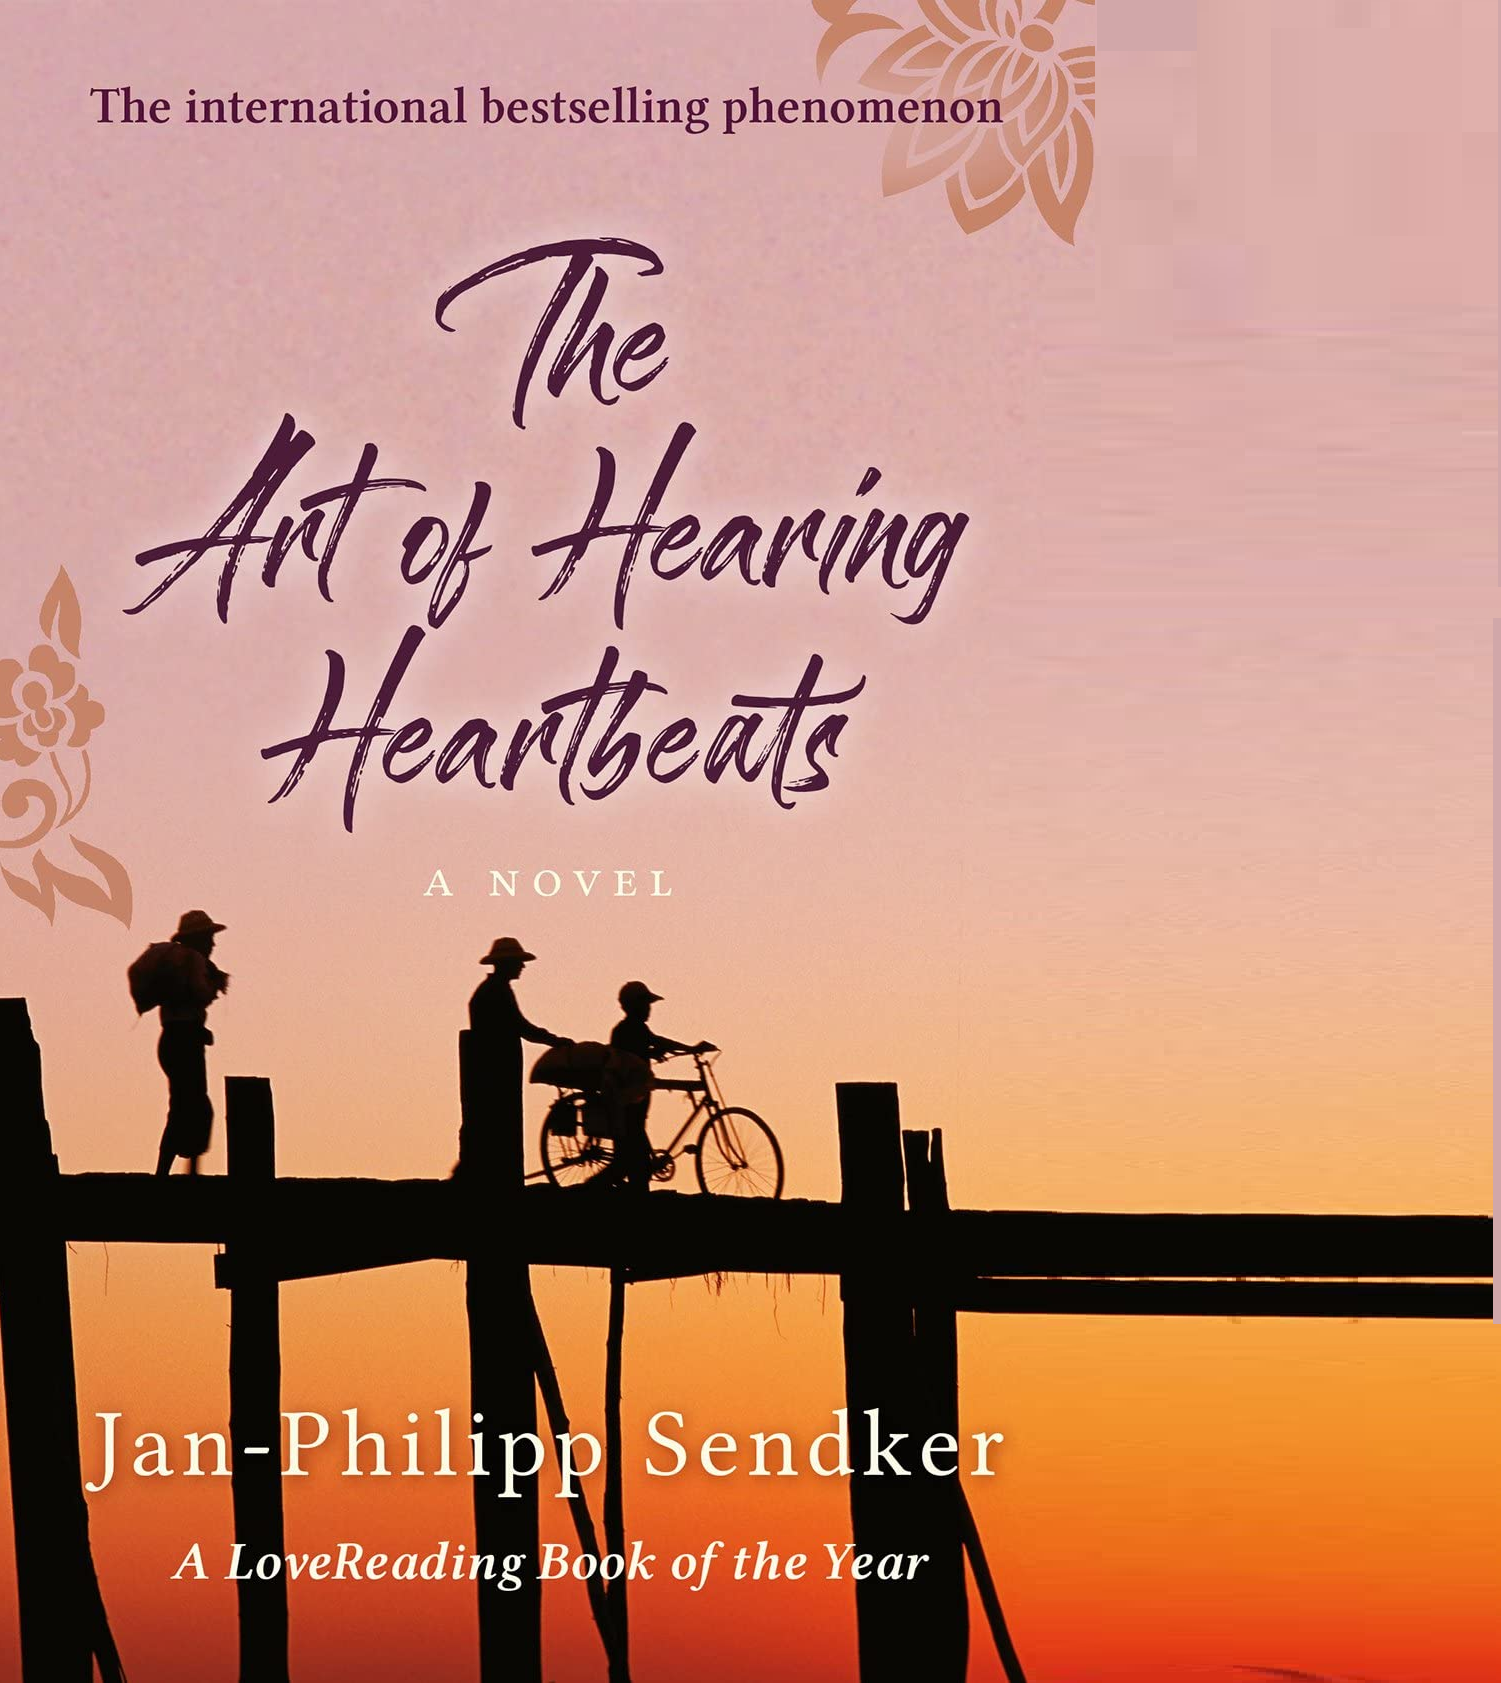 The international bestselling phenomenon
The
Art of Hearing
Heartbeats
A NOVEL
Jan-Philipp Sendker
A LoveReading Book of the Year